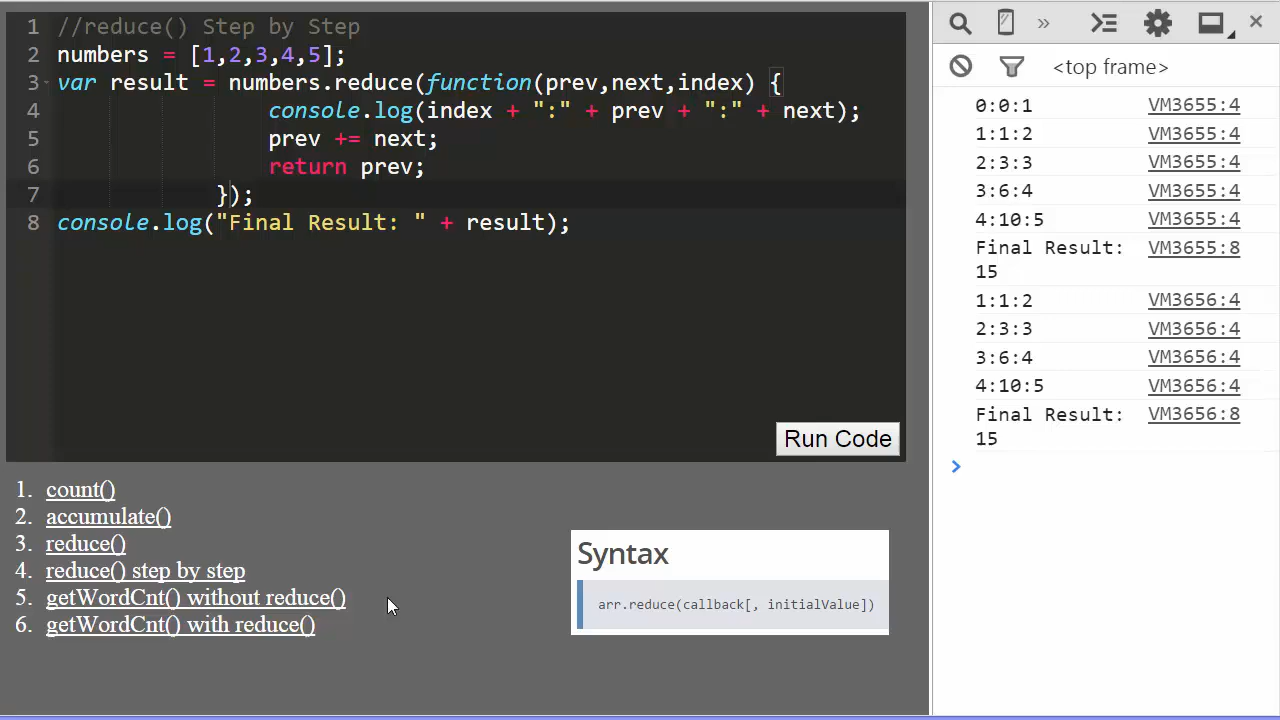 1 //reduce() Step by Step
2 numbers = [1,2,3,4,5];
3 var result = numbers.reduce(function(prev,next,index) {
4 console.log(index + ":" + prev + ":" + next);
5 prev += next;
6 return prev;
7 });
8 console.log("Final Result: " + result);
Run Code
1. count()
2. accumulate()
3. reduce()
4. reduce() step by step
5. getWordCnt() without reduce()
6. getWordCnt() with reduce()
Syntax
arr.reduce(callback[, initialValue])
<top frame>
0:0:1 VM3655:4
1:1:2 VM3655:4
2:3:3 VM3655:4
3:6:4 VM3655:4
4:10:5 VM3655:4
Final Result: VM3655:8
15
1:1:2 VM3656:4
2:3:3 VM3656:4
3:6:4 VM3656:4
4:10:5 VM3656:4
Final Result: VM3656:8
15